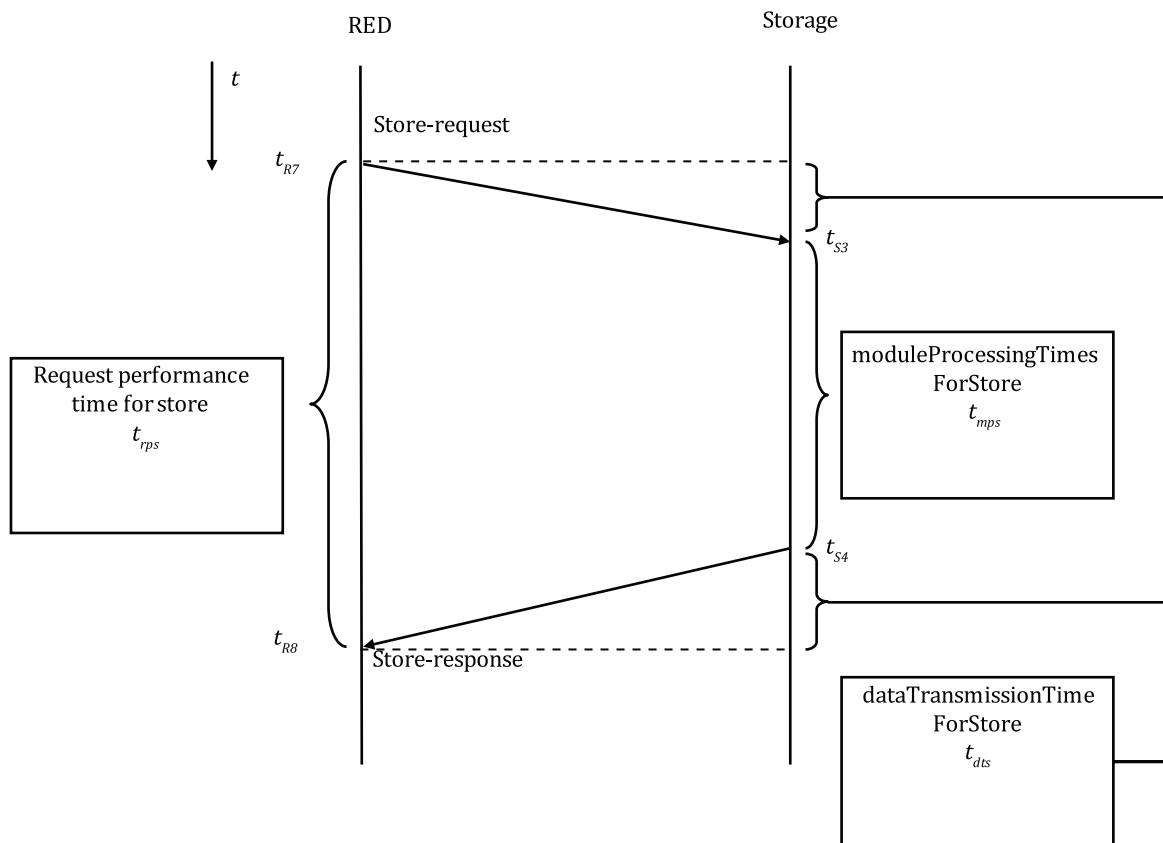 RED
Storage
t
Store-request
t_R7
t_S3
moduleProcessingTimes
ForStore
t_mps
Request performance
time for store
t_rps
t_S4
t_R8
Store-response
dataTransmissionTime
ForStore
t_dts